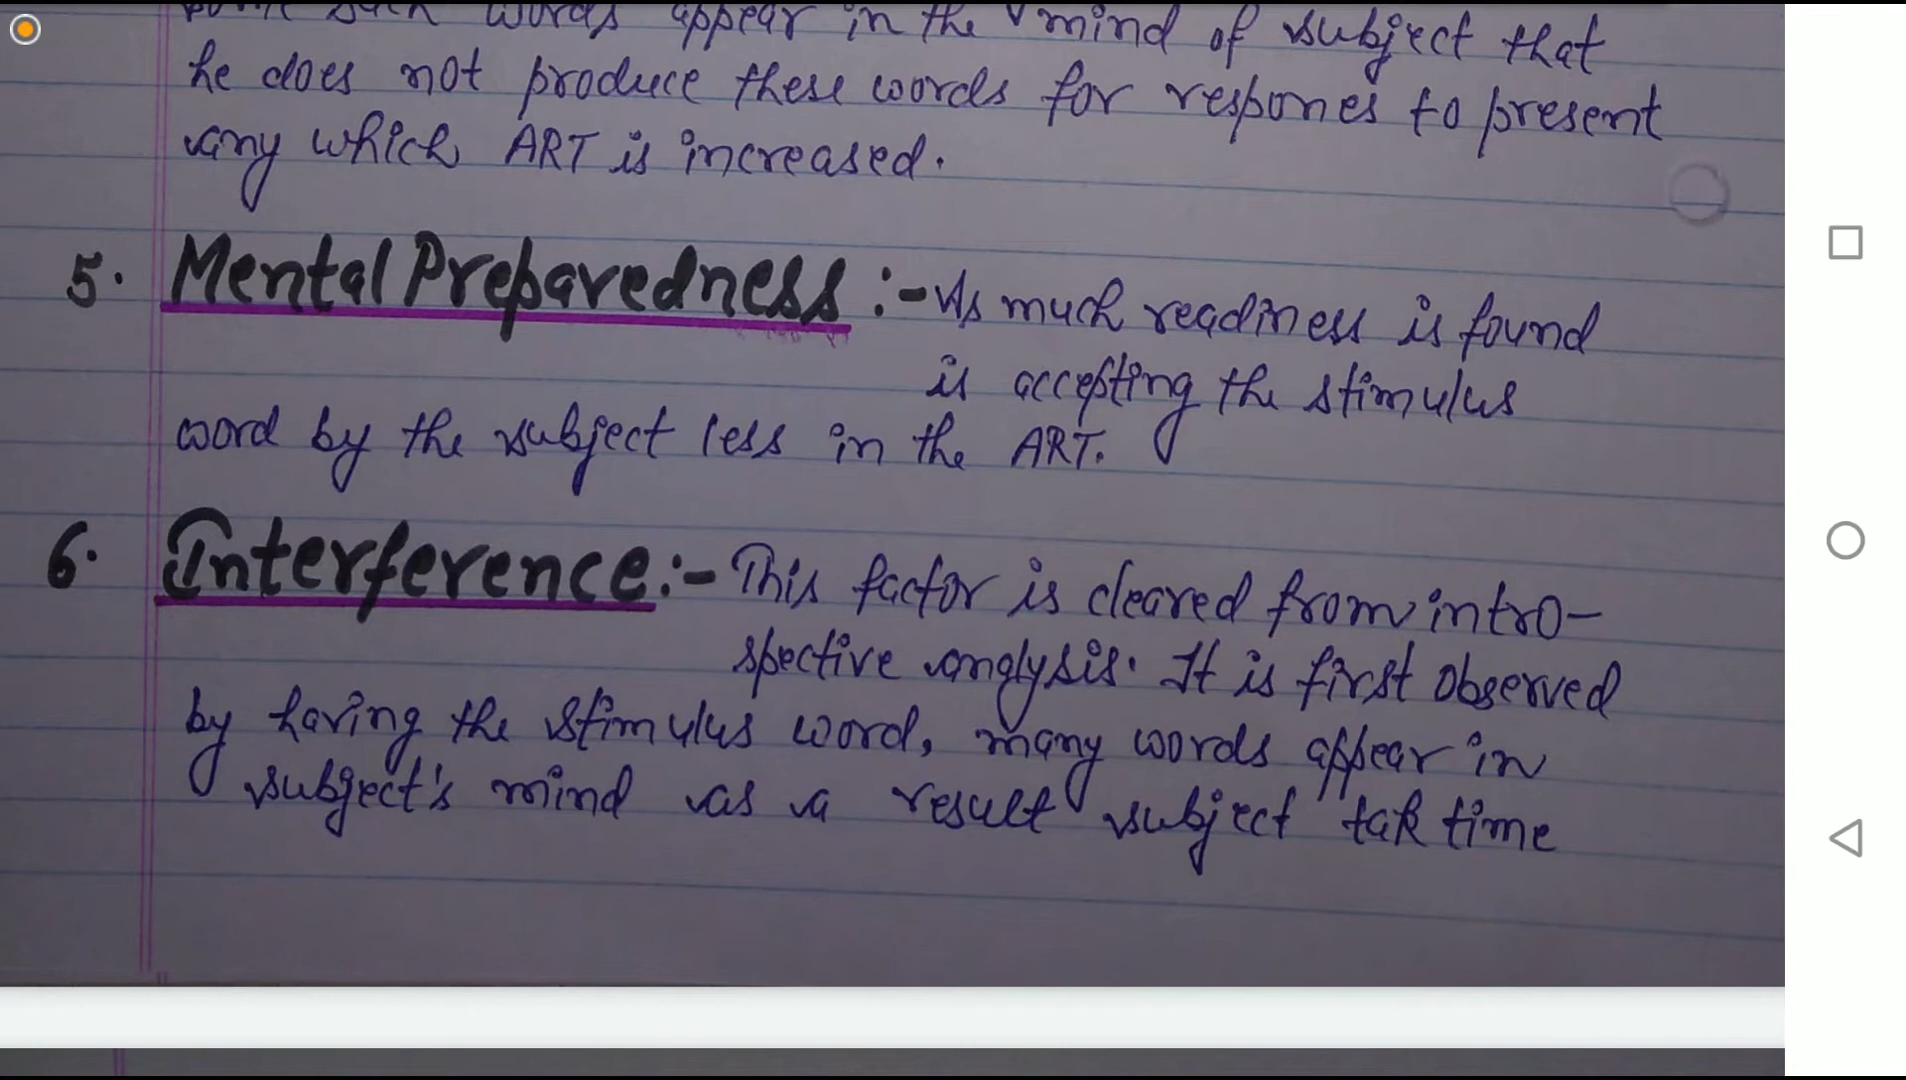 such words appear in the mind of subject that
he does not produce these words for respones to present
any which ART is increased.
5. Mental Preparedness :- As much readiness is found
is accepting the stimulus
word by the subject less in the ART.
6. Interference :- This factor is cleared from intro-
spective analysis. It is first observed
by having the stimulus word, many words appear in
subject's mind as a result subject tak time